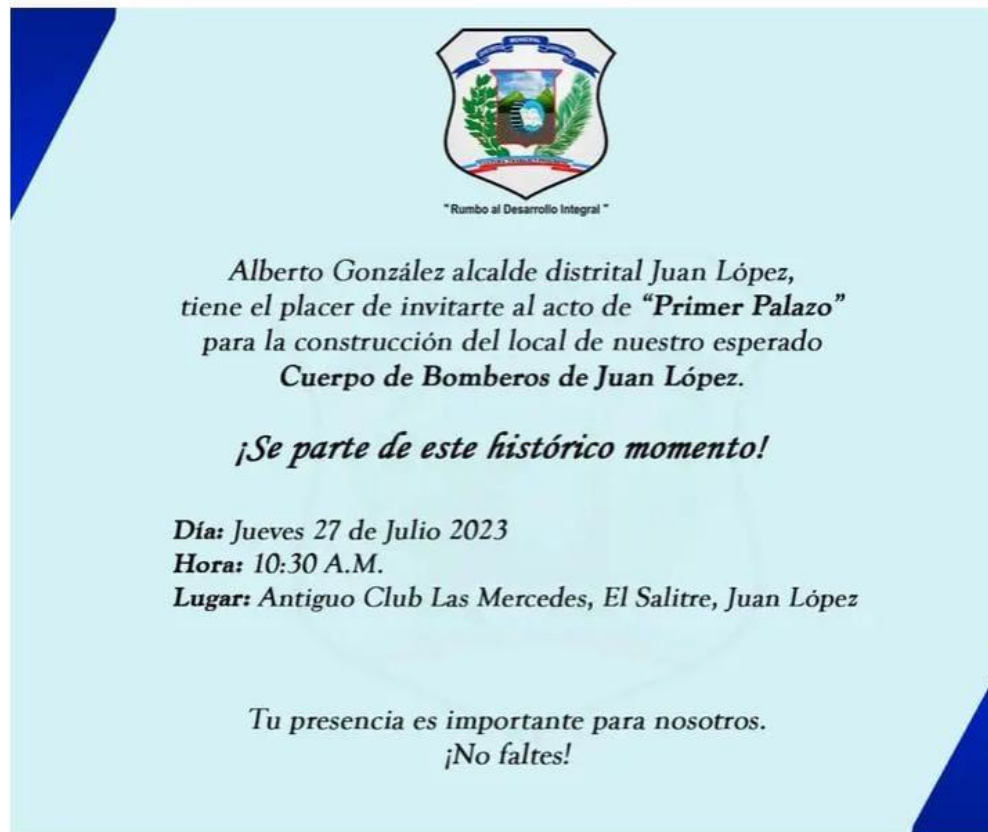 MUNICIPAL
"Rumbo al Desarrollo Integral"
Alberto González alcalde distrital Juan López,
tiene el placer de invitarte al acto de “Primer Palazo”
para la construcción del local de nuestro esperado
Cuerpo de Bomberos de Juan López.
¡Se parte de este histórico momento!
Día: Jueves 27 de Julio 2023
Hora: 10:30 A.M.
Lugar: Antiguo Club Las Mercedes, El Salitre, Juan López
Tu presencia es importante para nosotros.
¡No faltes!